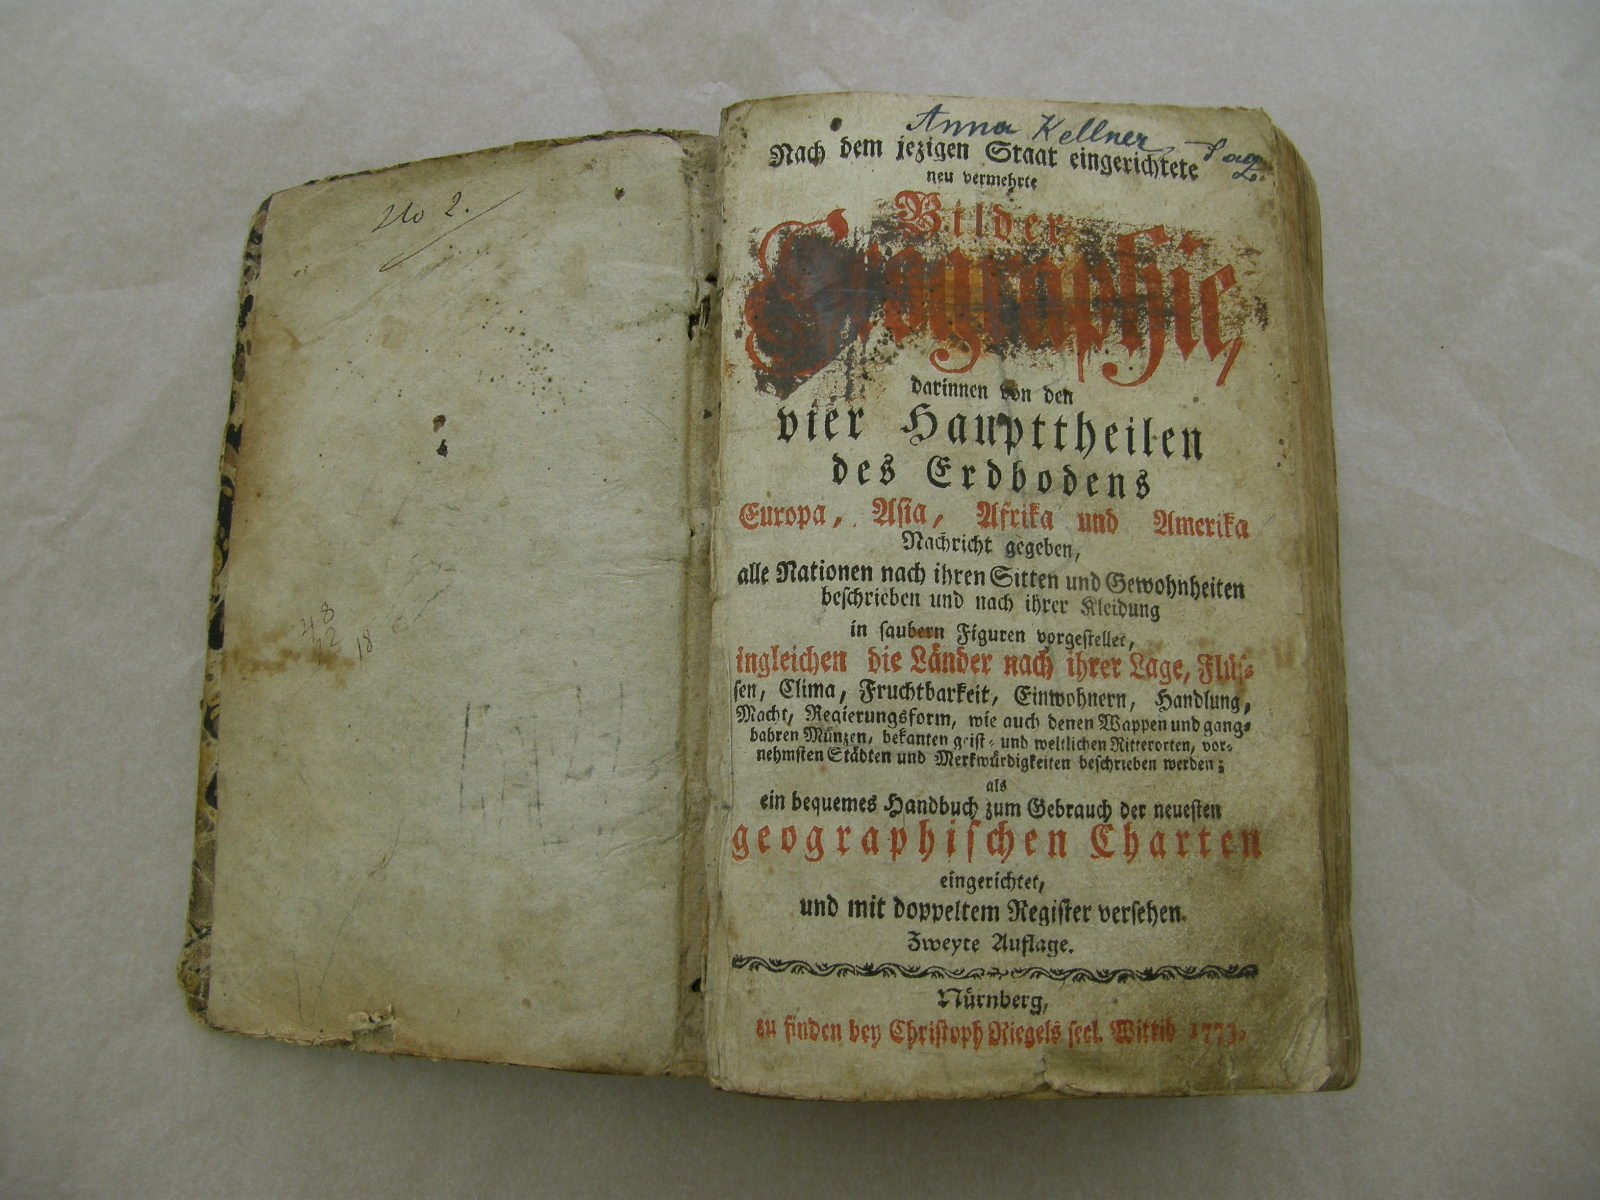 No 2.
48
12 18
Anna Kellner
Nach dem jezigen Staat eingerichtete
neu vermehrte
Bilder
Geographie,
darinnen von den
vier Haupttheilen
des Erdbodens
Europa, Asia, Afrika und Amerika
Nachricht gegeben,
alle Nationen nach ihren Sitten und Gewohnheiten
beschrieben und nach ihrer Kleidung
in saubern Figuren vorgestellet,
ingleichen die Länder nach ihrer Lage, Flüs-
sen, Clima, Fruchtbarkeit, Einwohnern, Handlung,
Macht, Regierungsform, wie auch denen Wappen und gang-
bahren Münzen, bekanten geist- und weltlichen Ritterorten, vor-
nehmsten Städten und Merkwürdigkeiten beschrieben werden;
als
ein bequemes Handbuch zum Gebrauch der neuesten
geographischen Charten
eingerichtet,
und mit doppeltem Register versehen.
Zweyte Auflage.
Nürnberg,
zu finden bey Christoph Riegels seel. Wittib 1773.